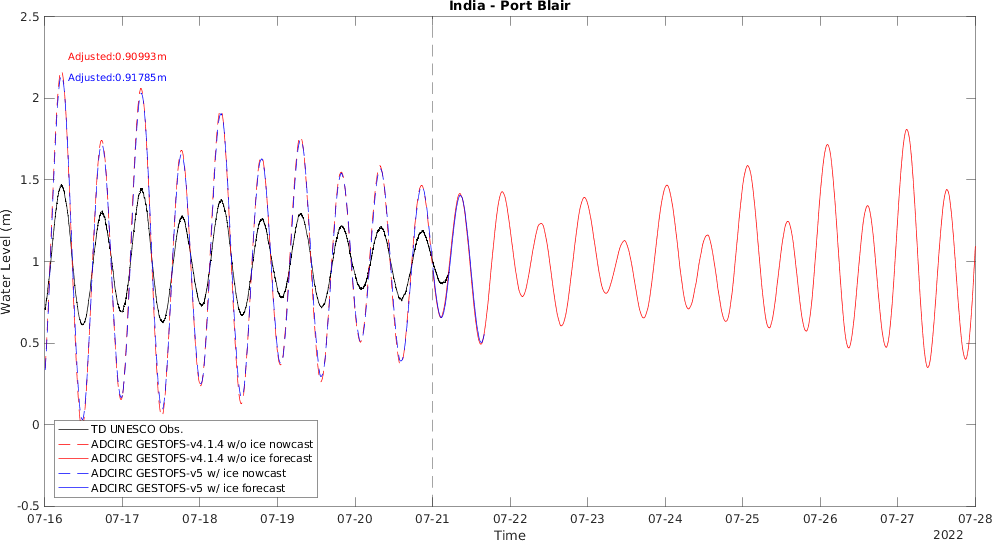 India - Port Blair
Adjusted:0.90993m
Adjusted:0.91785m
2.5
2
1.5
1
0.5
0
-0.5
Water Level (m)
TD UNESCO Obs.
ADCIRC GESTOFS-v4.1.4 w/o ice nowcast
ADCIRC GESTOFS-v4.1.4 w/o ice forecast
ADCIRC GESTOFS-v5 w/ ice nowcast
ADCIRC GESTOFS-v5 w/ ice forecast
07-16 07-17 07-18 07-19 07-20 07-21 07-22 07-23 07-24 07-25 07-26 07-27 07-28
Time
2022